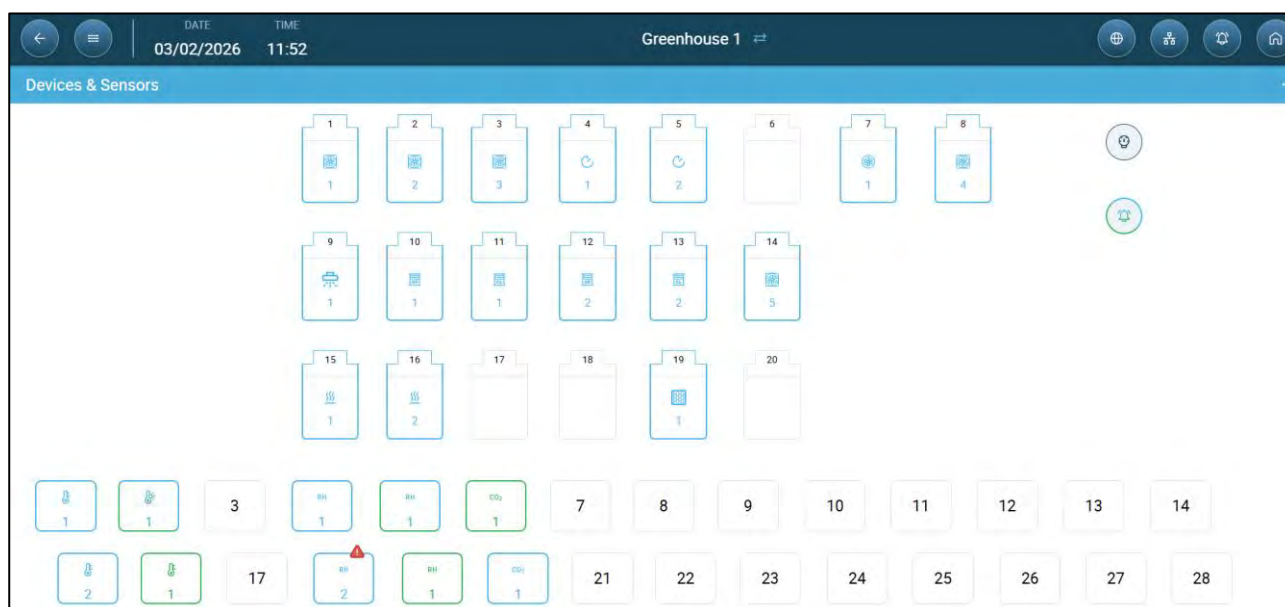 DATE TIME
03/02/2026 11:52
Greenhouse 1
Devices & Sensors
1 2 3 4 5 6 7 8
1 2 3 1 2 1 4
9 10 11 12 13 14
1 1 1 2 2 5
15 16 17 18 19 20
1 2 1
RH RH CO₂
1 1 3 1 1 1 7 8 9 10 11 12 13 14
RH RH CO₂
2 1 17 2 1 1 21 22 23 24 25 26 27 28